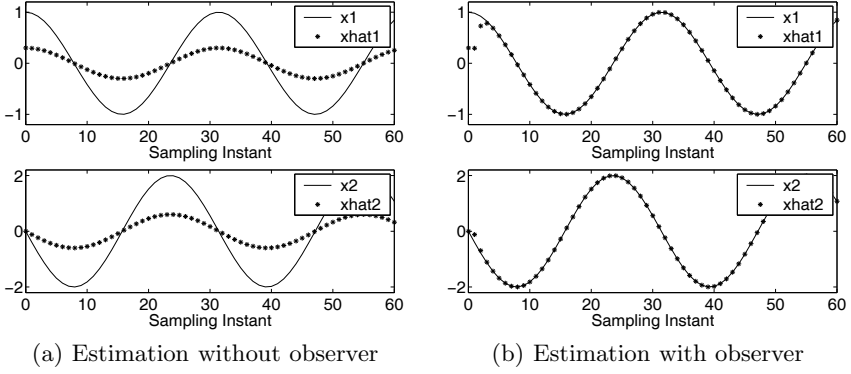 1
0
−1
0 10 20 30 40 50 60
Sampling Instant
x1
xhat1
2
0
−2
0 10 20 30 40 50 60
Sampling Instant
x2
xhat2
(a) Estimation without observer
1
0
−1
0 10 20 30 40 50 60
Sampling Instant
x1
xhat1
2
0
−2
0 10 20 30 40 50 60
Sampling Instant
x2
xhat2
(b) Estimation with observer